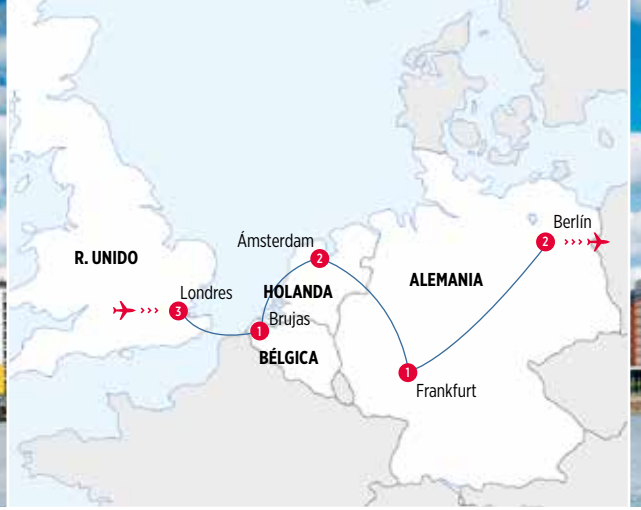 Berlín
2
Ámsterdam
2
R. UNIDO
ALEMANIA
Londres
3
HOLANDA
Brujas
1
BÉLGICA
1
Frankfurt